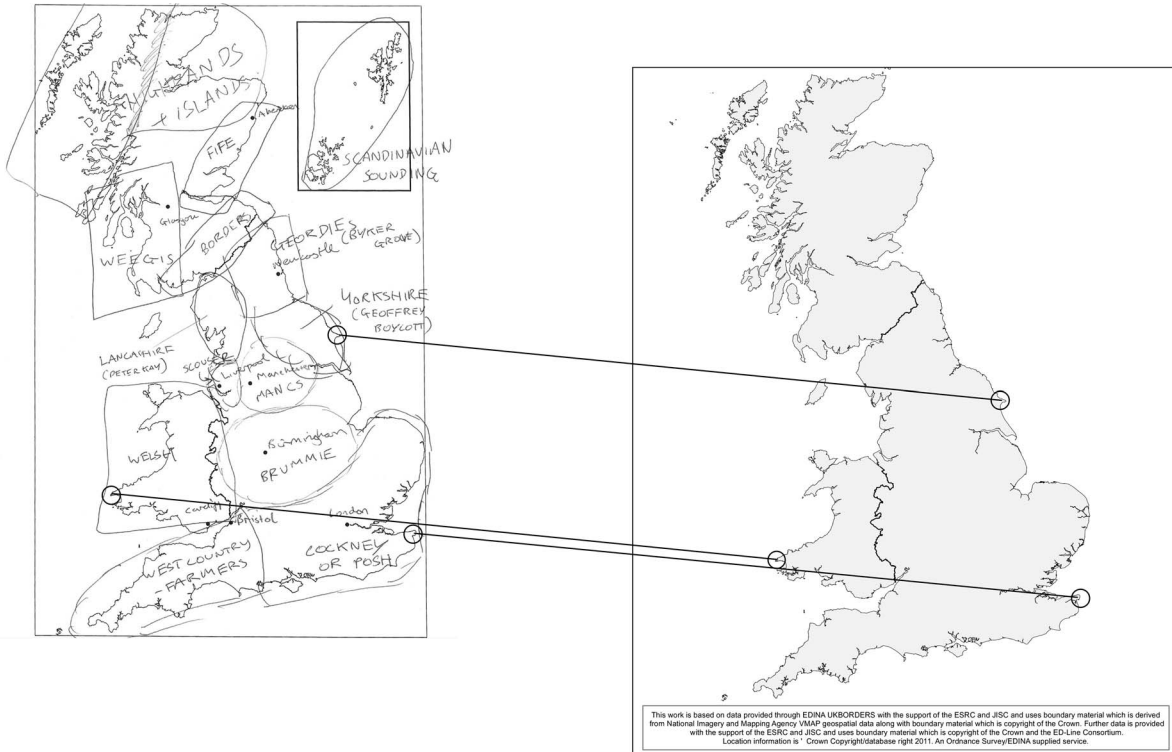 HIGHLANDS
+ ISLANDS
Aberdeen
FIFE
SCANDINAVIAN
SOUNDING
Glasgow
BORDERS
GEORDIES
(BYKER
GROVE)
Newcastle
WEEGIS
YORKSHIRE
(GEOFFREY
BOYCOTT)
LANCASHIRE
(PETER KAY)
SCOUSE
Liverpool
Manchester
MANCS
WELSH
Birmingham
BRUMMIE
Cardiff
Bristol
London
COCKNEY
OR POSH
WEST COUNTRY
- FARMERS
This work is based on data provided through EDINA UKBORDERS with the support of the ESRC and JISC and uses boundary material which is derived
from National Imagery and Mapping Agency VMAP geospatial data along with boundary material which is copyright of the Crown. Further data is provided
with the support of the ESRC and JISC and uses boundary material which is copyright of the Crown and the ED-Line Consortium.
Location information is ' Crown Copyright/database right 2011. An Ordnance Survey/EDINA supplied service.